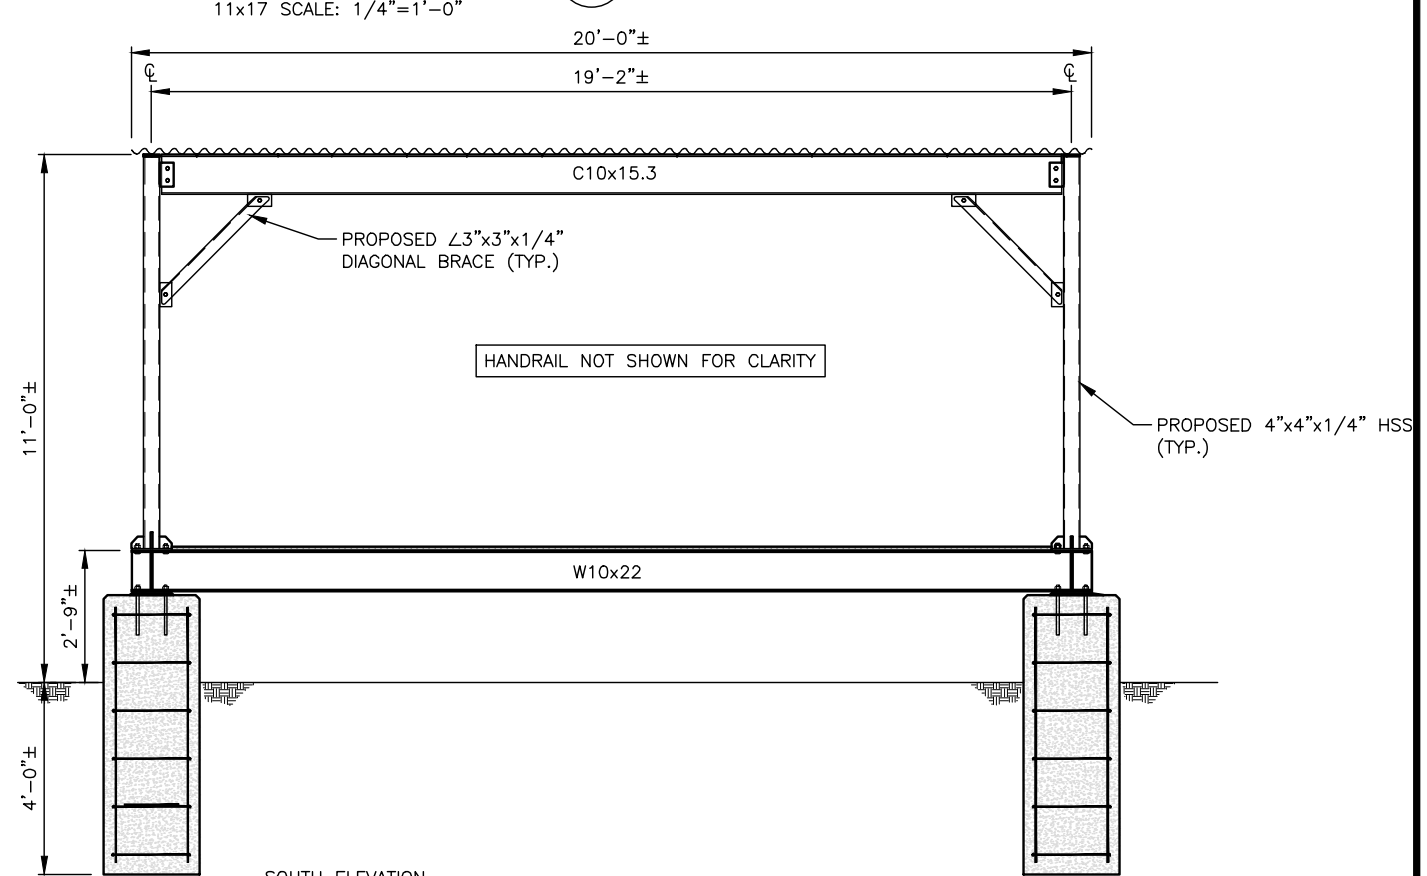 11x17 SCALE: 1/4"=1'-0"
20'-0"±
℄ 19'-2"± ℄
C10x15.3
PROPOSED ∠3"x3"x1/4"
DIAGONAL BRACE (TYP.)
HANDRAIL NOT SHOWN FOR CLARITY
11'-0"±
PROPOSED 4"x4"x1/4" HSS
(TYP.)
W10x22
2'-9"±
4'-0"±
SOUTH ELEVATION